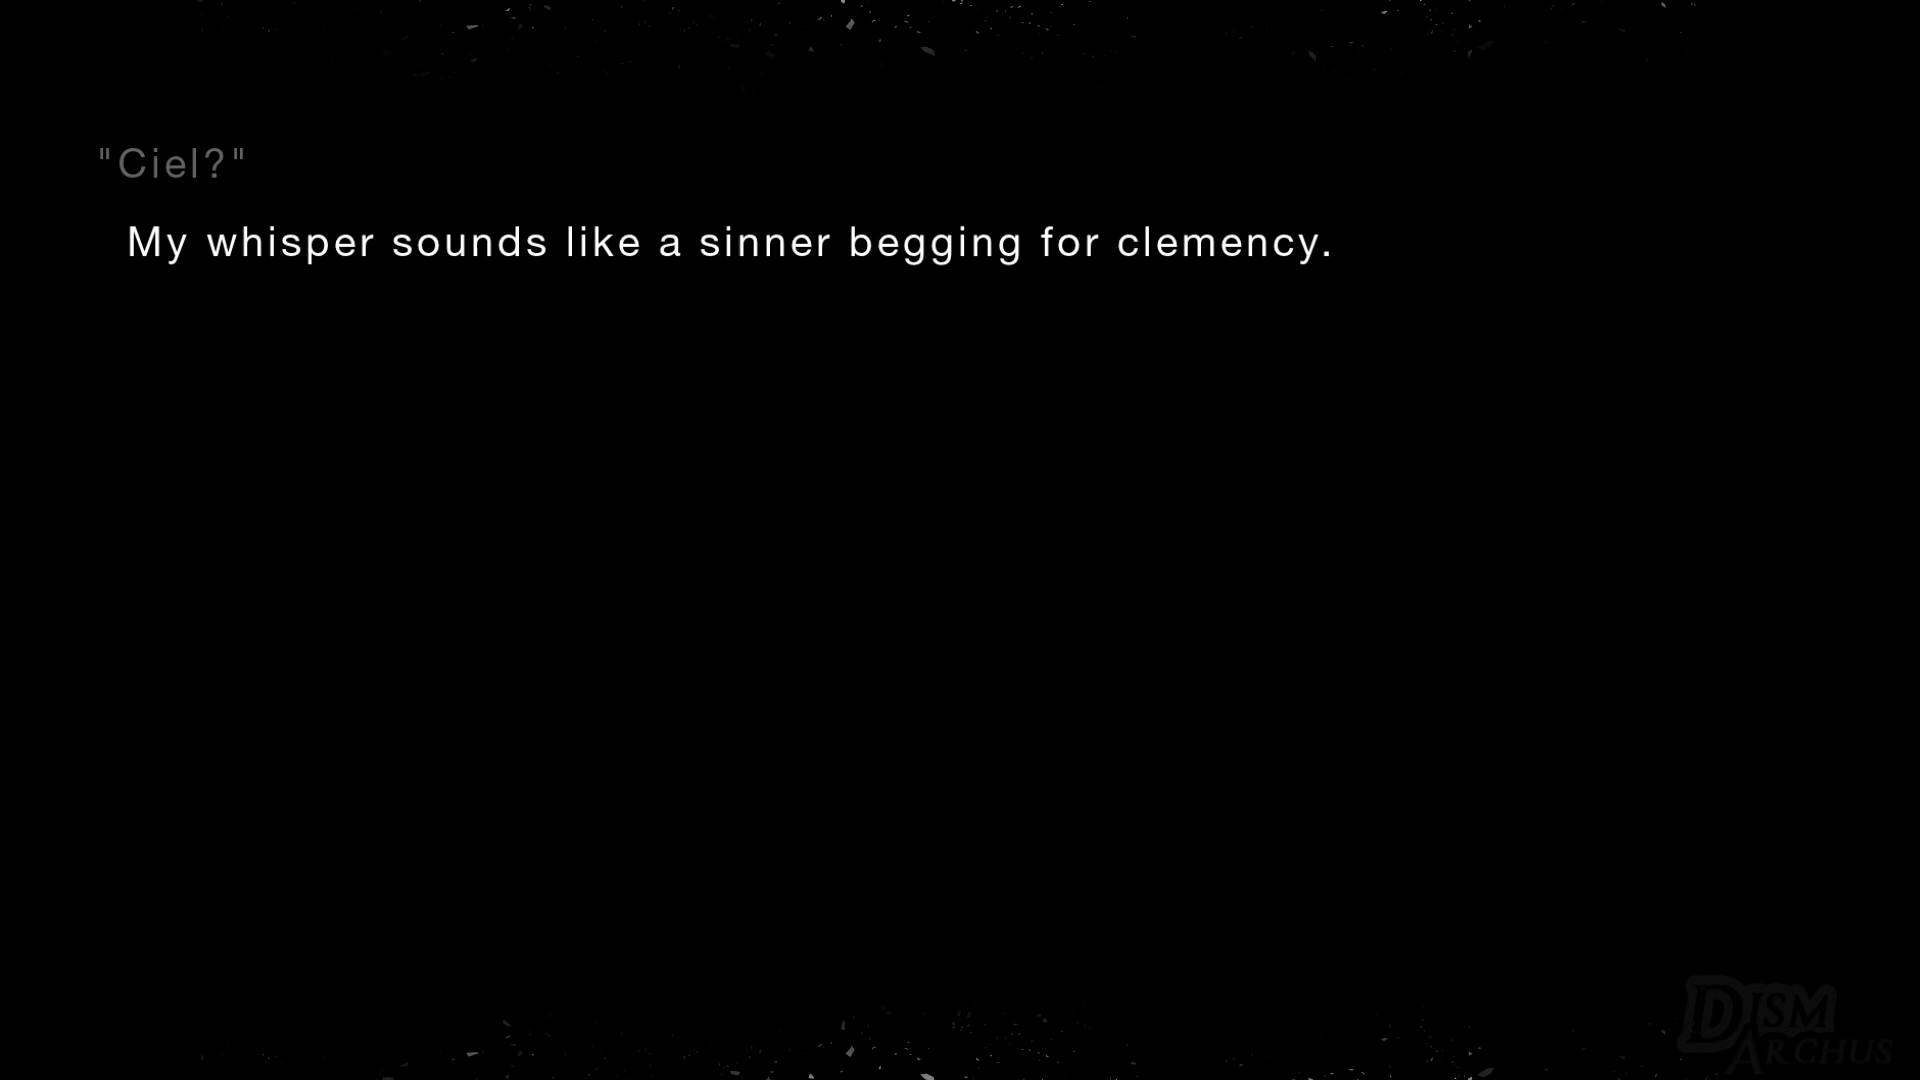 "Ciel?"
My whisper sounds like a sinner begging for clemency.
DISM
ARCHUS